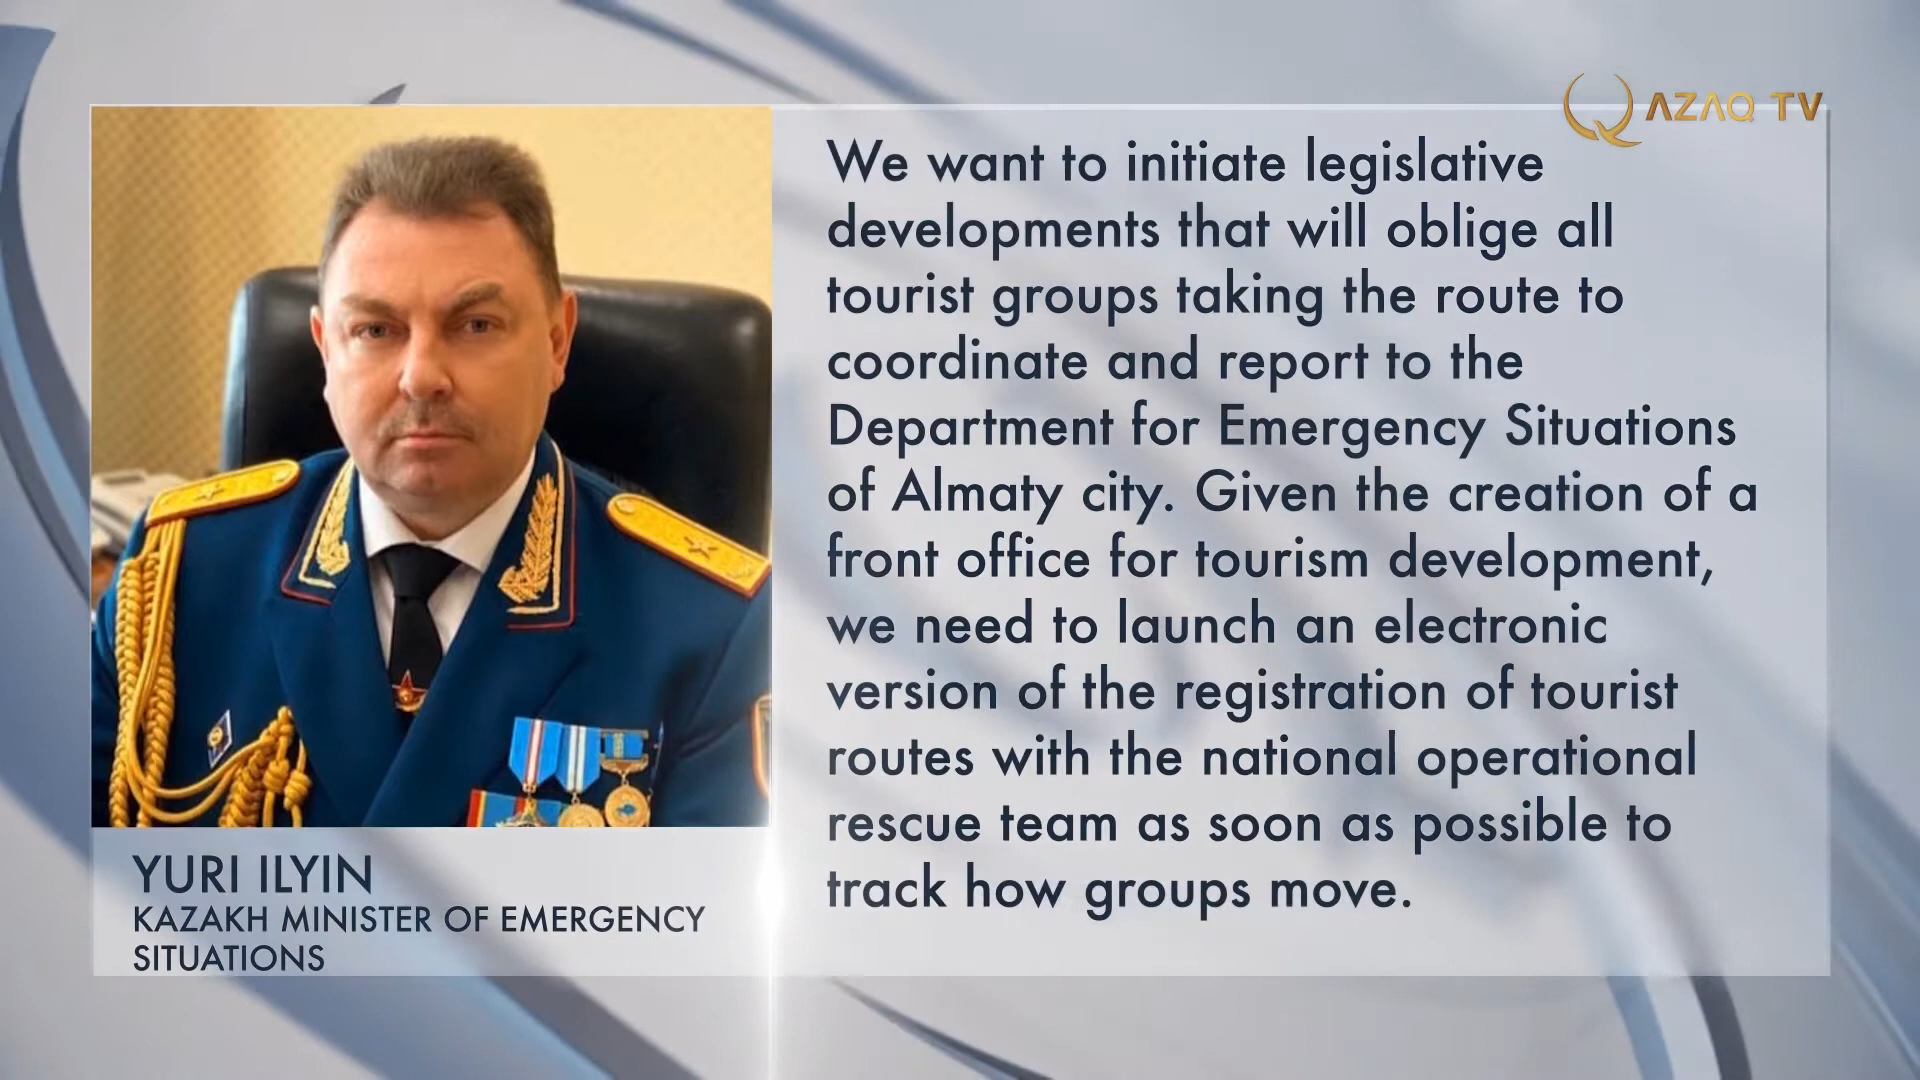 QAZAQ TV
We want to initiate legislative
developments that will oblige all
tourist groups taking the route to
coordinate and report to the
Department for Emergency Situations
of Almaty city. Given the creation of a
front office for tourism development,
we need to launch an electronic
version of the registration of tourist
routes with the national operational
rescue team as soon as possible to
track how groups move.
YURI ILYIN
KAZAKH MINISTER OF EMERGENCY
SITUATIONS